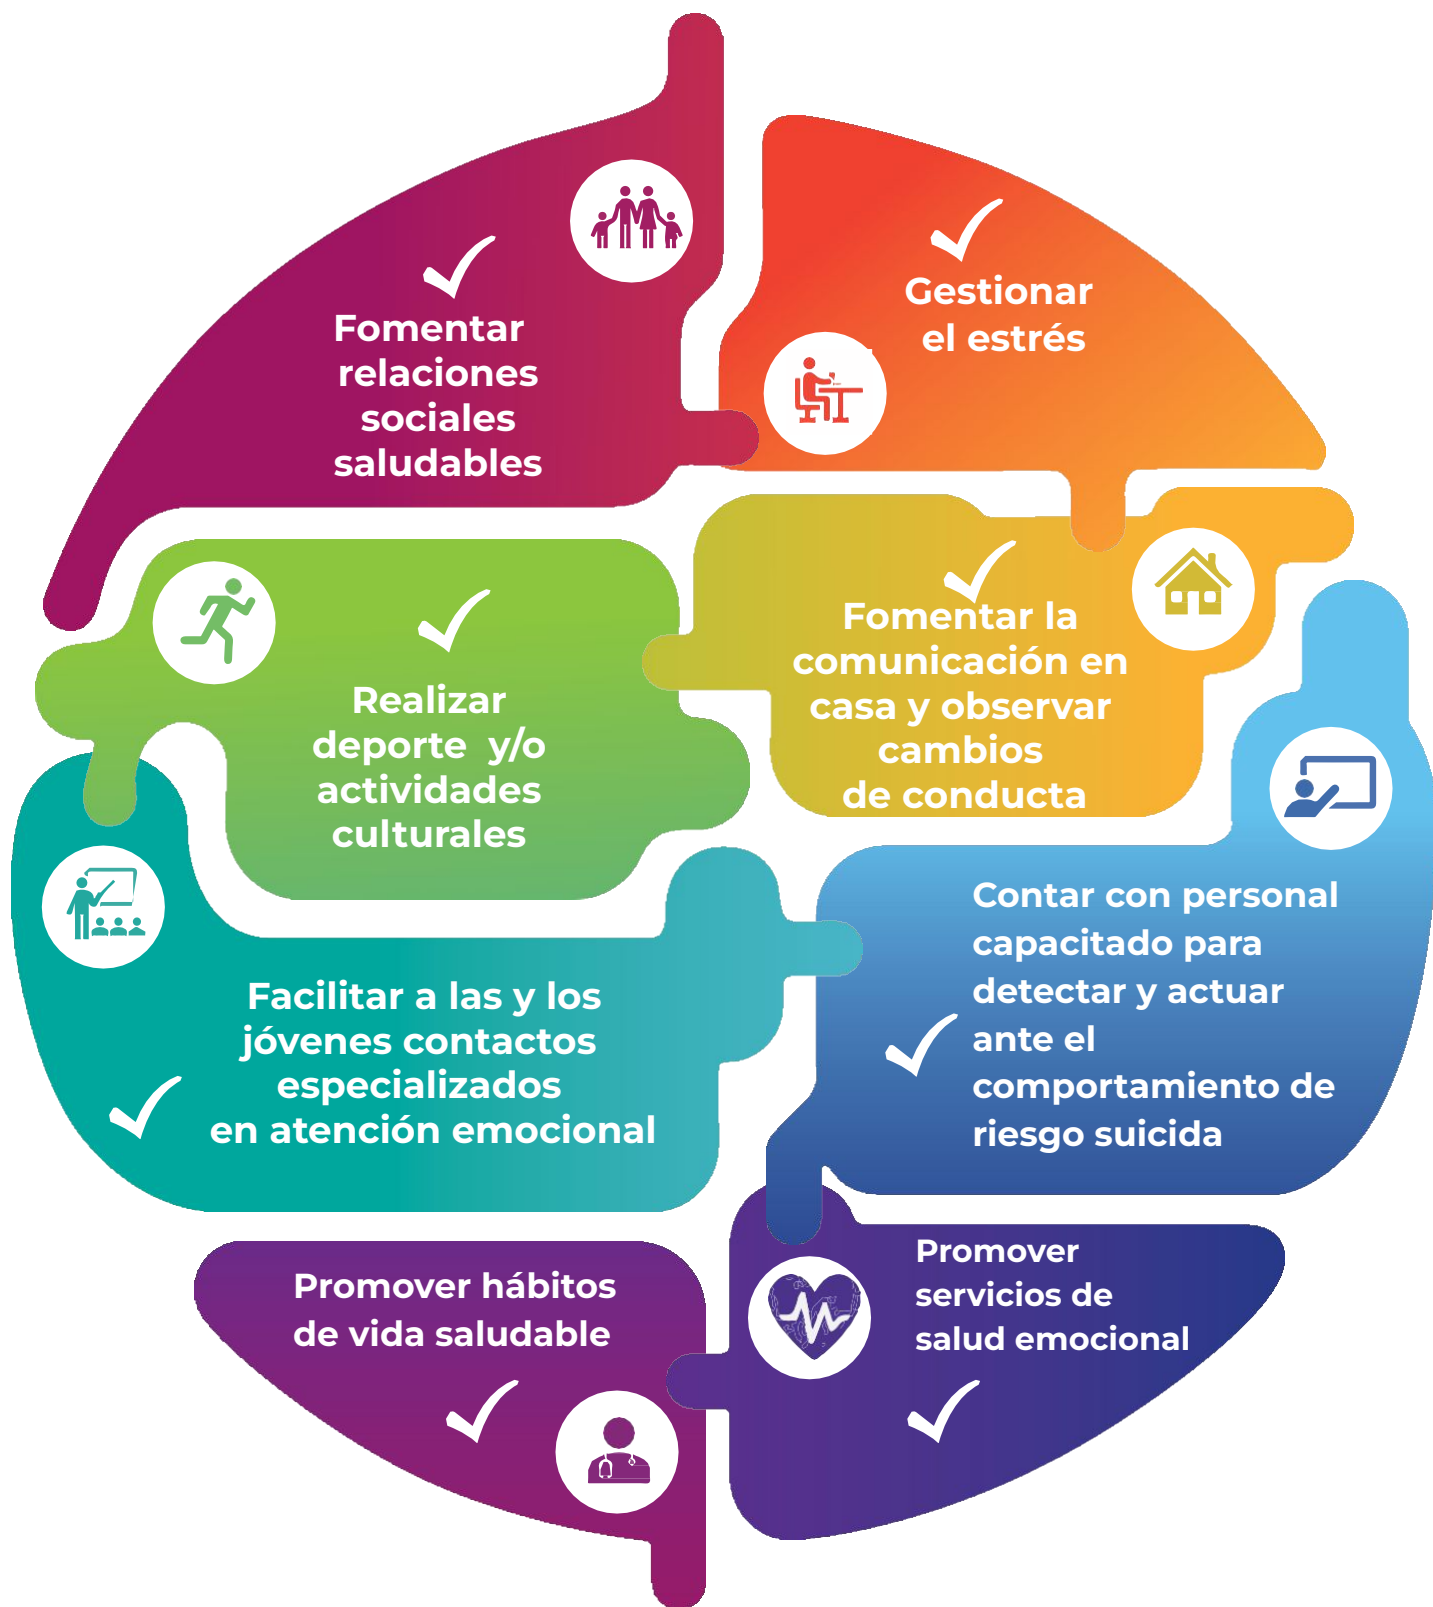 Fomentar
relaciones
sociales
saludables
Gestionar
el estrés
Realizar
deporte y/o
actividades
culturales
Fomentar la
comunicación en
casa y observar
cambios
de conducta
Facilitar a las y los
jóvenes contactos
especializados
en atención emocional
Contar con personal
capacitado para
detectar y actuar
ante el
comportamiento de
riesgo suicida
Promover hábitos
de vida saludable
Promover
servicios de
salud emocional